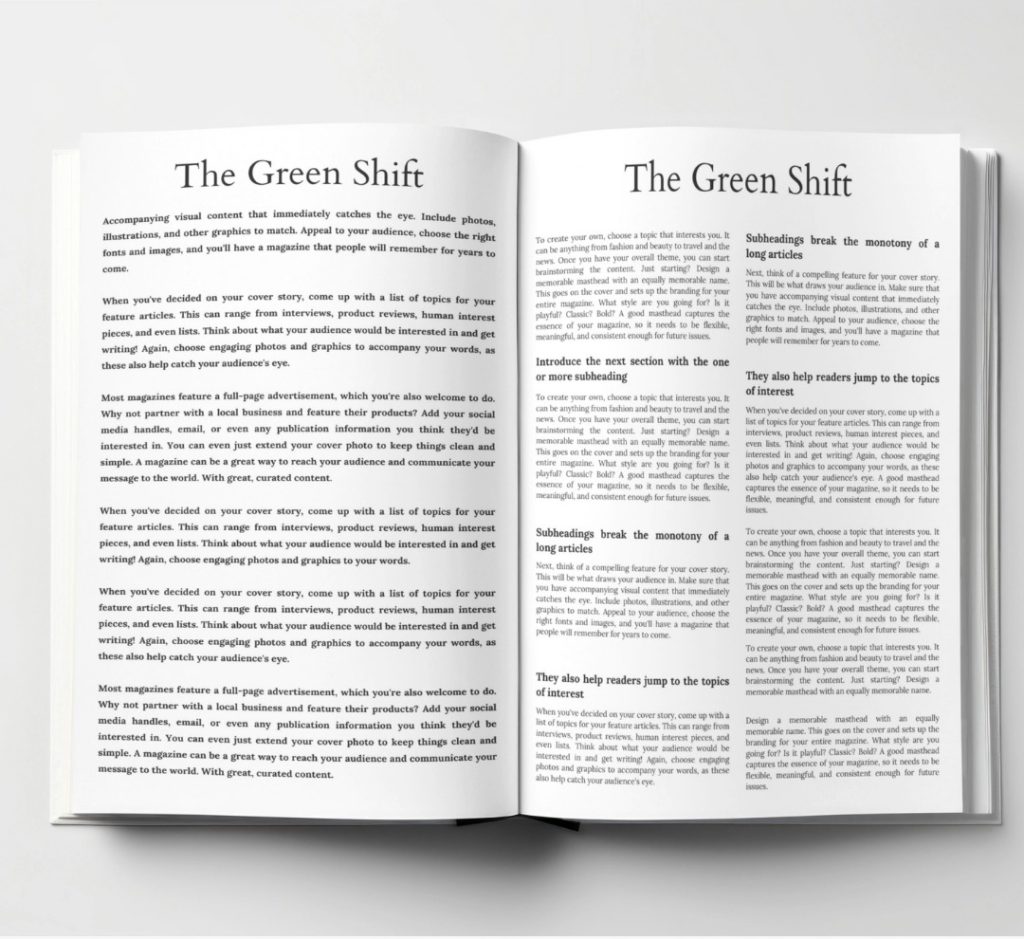 The Green Shift
Accompanying visual content that immediately catches the eye. Include photos,
illustrations, and other graphics to match. Appeal to your audience, choose the right
fonts and images, and you'll have a magazine that people will remember for years to
come.
When you've decided on your cover story, come up with a list of topics for your
feature articles. This can range from interviews, product reviews, human interest
pieces, and even lists. Think about what your audience would be interested in and get
writing! Again, choose engaging photos and graphics to accompany your words, as
these also help catch your audience's eye.
Most magazines feature a full-page advertisement, which you're also welcome to do.
Why not partner with a local business and feature their products? Add your social
media handles, email, or even any publication information you think they'd be
interested in. You can even just extend your cover photo to keep things clean and
simple. A magazine can be a great way to reach your audience and communicate your
message to the world. With great, curated content.
When you've decided on your cover story, come up with a list of topics for your
feature articles. This can range from interviews, product reviews, human interest
pieces, and even lists. Think about what your audience would be interested in and get
writing! Again, choose engaging photos and graphics to your words.
When you've decided on your cover story, come up with a list of topics for your
feature articles. This can range from interviews, product reviews, human interest
pieces, and even lists. Think about what your audience would be interested in and get
writing! Again, choose engaging photos and graphics to accompany your words, as
these also help catch your audience's eye.
Most magazines feature a full-page advertisement, which you're also welcome to do.
Why not partner with a local business and feature their products? Add your social
media handles, email, or even any publication information you think they'd be
interested in. You can even just extend your cover photo to keep things clean and
simple. A magazine can be a great way to reach your audience and communicate your
message to the world. With great, curated content.
The Green Shift
To create your own, choose a topic that interests you. It
can be anything from fashion and beauty to travel and the
news. Once you have your overall theme, you can start
brainstorming the content. Just starting? Design a
memorable masthead with an equally memorable name.
This goes on the cover and sets up the branding for your
entire magazine. What style are you going for? Is it
playful? Classic? Bold? A good masthead captures the
essence of your magazine, so it needs to be flexible,
meaningful, and consistent enough for future issues.
Introduce the next section with the one
or more subheading
To create your own, choose a topic that interests you. It
can be anything from fashion and beauty to travel and the
news. Once you have your overall theme, you can start
brainstorming the content. Just starting? Design a
memorable masthead with an equally memorable name.
This goes on the cover and sets up the branding for your
entire magazine. What style are you going for? Is it
playful? Classic? Bold? A good masthead captures the
essence of your magazine, so it needs to be flexible,
meaningful, and consistent enough for future issues.
Subheadings break the monotony of a
long articles
Next, think of a compelling feature for your cover story.
This will be what draws your audience in. Make sure that
you have accompanying visual content that immediately
catches the eye. Include photos, illustrations, and other
graphics to match. Appeal to your audience, choose the
right fonts and images, and you'll have a magazine that
people will remember for years to come.
They also help readers jump to the topics
of interest
When you've decided on your cover story, come up with a
list of topics for your feature articles. This can range from
interviews, product reviews, human interest pieces, and
even lists. Think about what your audience would be
interested in and get writing! Again, choose engaging
photos and graphics to accompany your words, as these
also help catch your audience's eye.
Subheadings break the monotony of a
long articles
Next, think of a compelling feature for your cover story.
This will be what draws your audience in. Make sure that
you have accompanying visual content that immediately
catches the eye. Include photos, illustrations, and other
graphics to match. Appeal to your audience, choose the
right fonts and images, and you'll have a magazine that
people will remember for years to come.
They also help readers jump to the topics
of interest
When you've decided on your cover story, come up with a
list of topics for your feature articles. This can range from
interviews, product reviews, human interest pieces, and
even lists. Think about what your audience would be
interested in and get writing! Again, choose engaging
photos and graphics to accompany your words, as these
also help catch your audience's eye. A good masthead
captures the essence of your magazine, so it needs to be
flexible, meaningful, and consistent enough for future
issues.
To create your own, choose a topic that interests you. It
can be anything from fashion and beauty to travel and the
news. Once you have your overall theme, you can start
brainstorming the content. Just starting? Design a
memorable masthead with an equally memorable name.
This goes on the cover and sets up the branding for your
entire magazine. What style are you going for? Is it
playful? Classic? Bold? A good masthead captures the
essence of your magazine, so it needs to be flexible,
meaningful, and consistent enough for future issues.
To create your own, choose a topic that interests you. It
can be anything from fashion and beauty to travel and the
news. Once you have your overall theme, you can start
brainstorming the content. Just starting? Design a
memorable masthead with an equally memorable name.
Design a memorable masthead with an equally
memorable name. This goes on the cover and sets up the
branding for your entire magazine. What style are you
going for? Is it playful? Classic? Bold? A good masthead
captures the essence of your magazine, so it needs to be
flexible, meaningful, and consistent enough for future
issues.